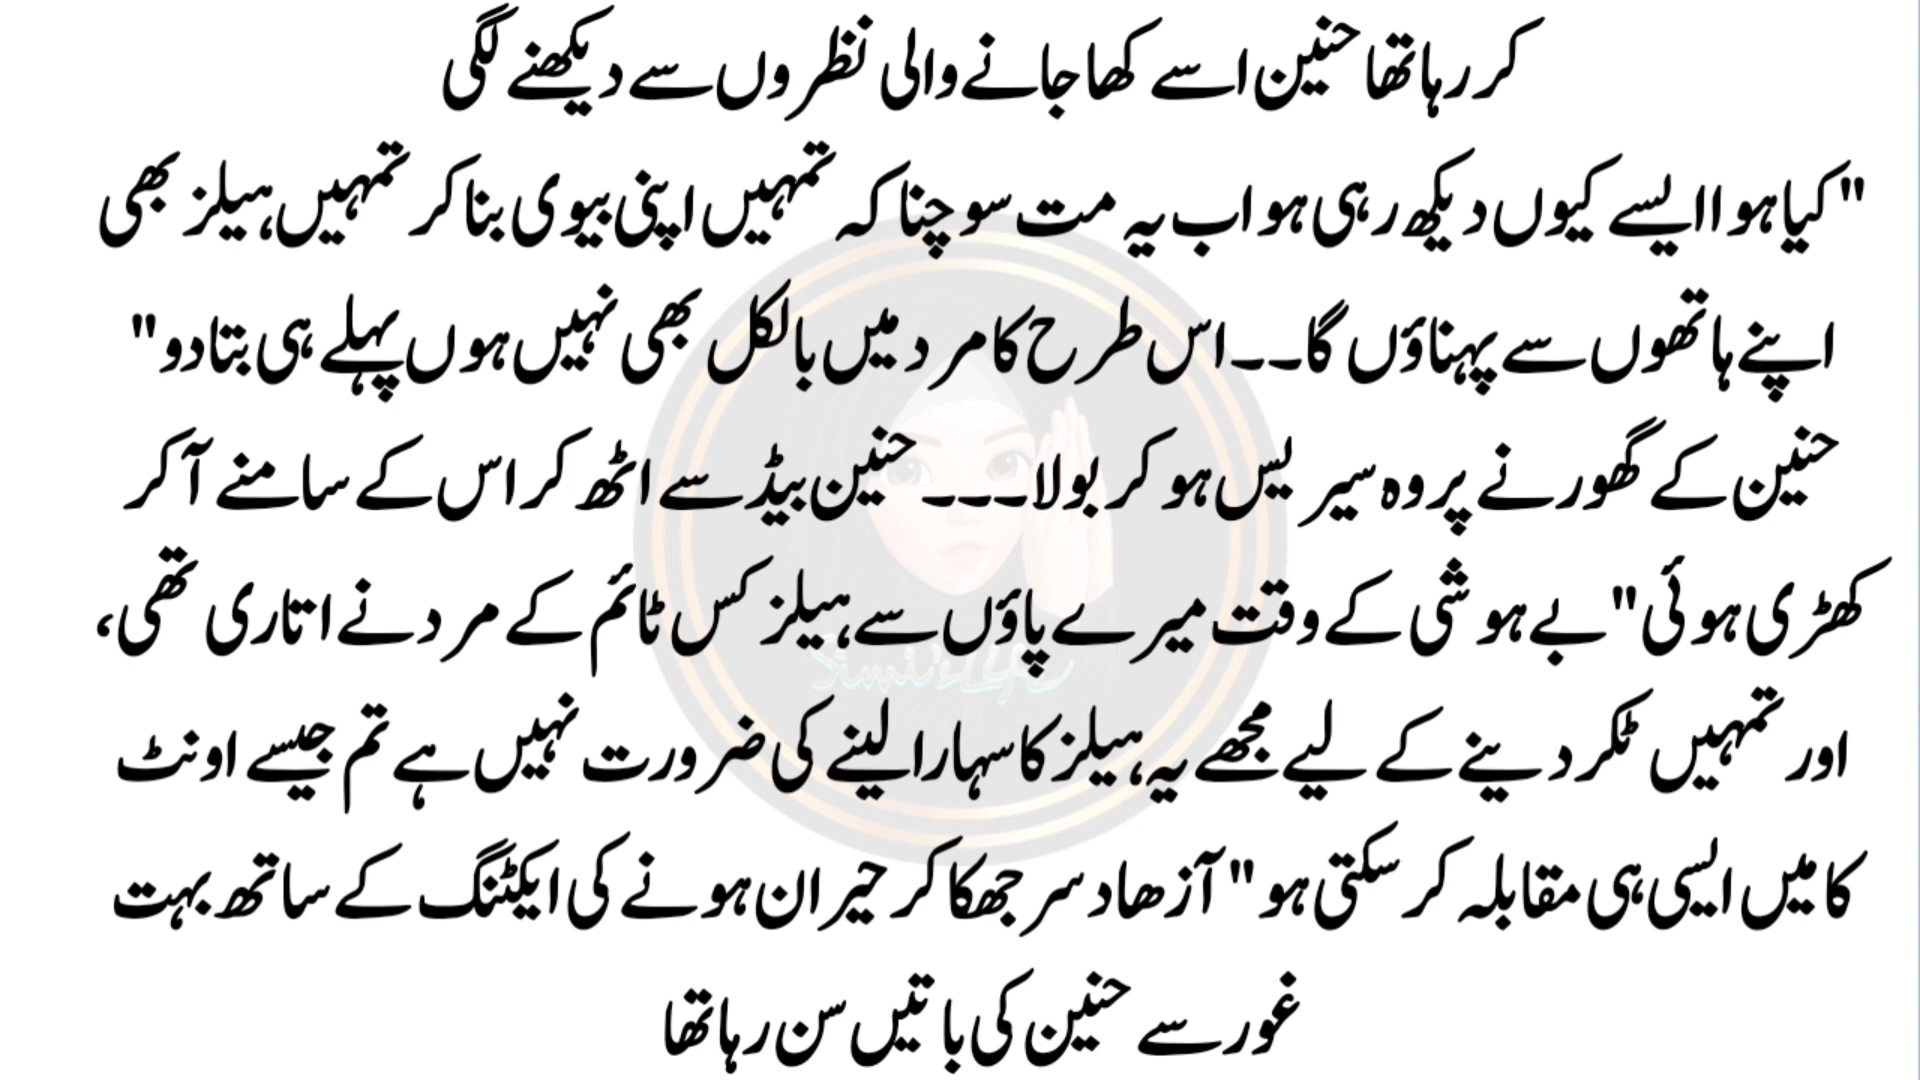 کر رہا تھا حنین اسے کھا جانے والی نظروں سے دیکھنے لگی
"کیا ہوا ایسے کیوں دیکھ رہی ہو اب یہ مت سوچنا کہ تمہیں اپنی بیوی بنا کر تمہیں ہیلز بھی
اپنے ہاتھوں سے پہناؤں گا۔۔اس طرح کا مرد میں بالکل بھی نہیں ہوں پہلے ہی بتا دو"
حنین کے گھورنے پر وہ سیریس ہو کر بولا۔۔۔حنین بیڈ سے اٹھ کر اس کے سامنے آ کر
کھڑی ہوئی "بے ہوشی کے وقت میرے پاؤں سے ہیلز کس ٹائم کے مرد نے اتاری تھی،
اور تمہیں ٹکر دینے کے لیے مجھے یہ ہیلز کا سہارا لینے کی ضرورت نہیں ہے تم جیسے اونٹ
کا میں ایسی ہی مقابلہ کر سکتی ہو" آزھاد سر جھکا کر حیران ہونے کی ایکٹنگ کے ساتھ بہت
غور سے حنین کی باتیں سن رہا تھا
Simi's Life